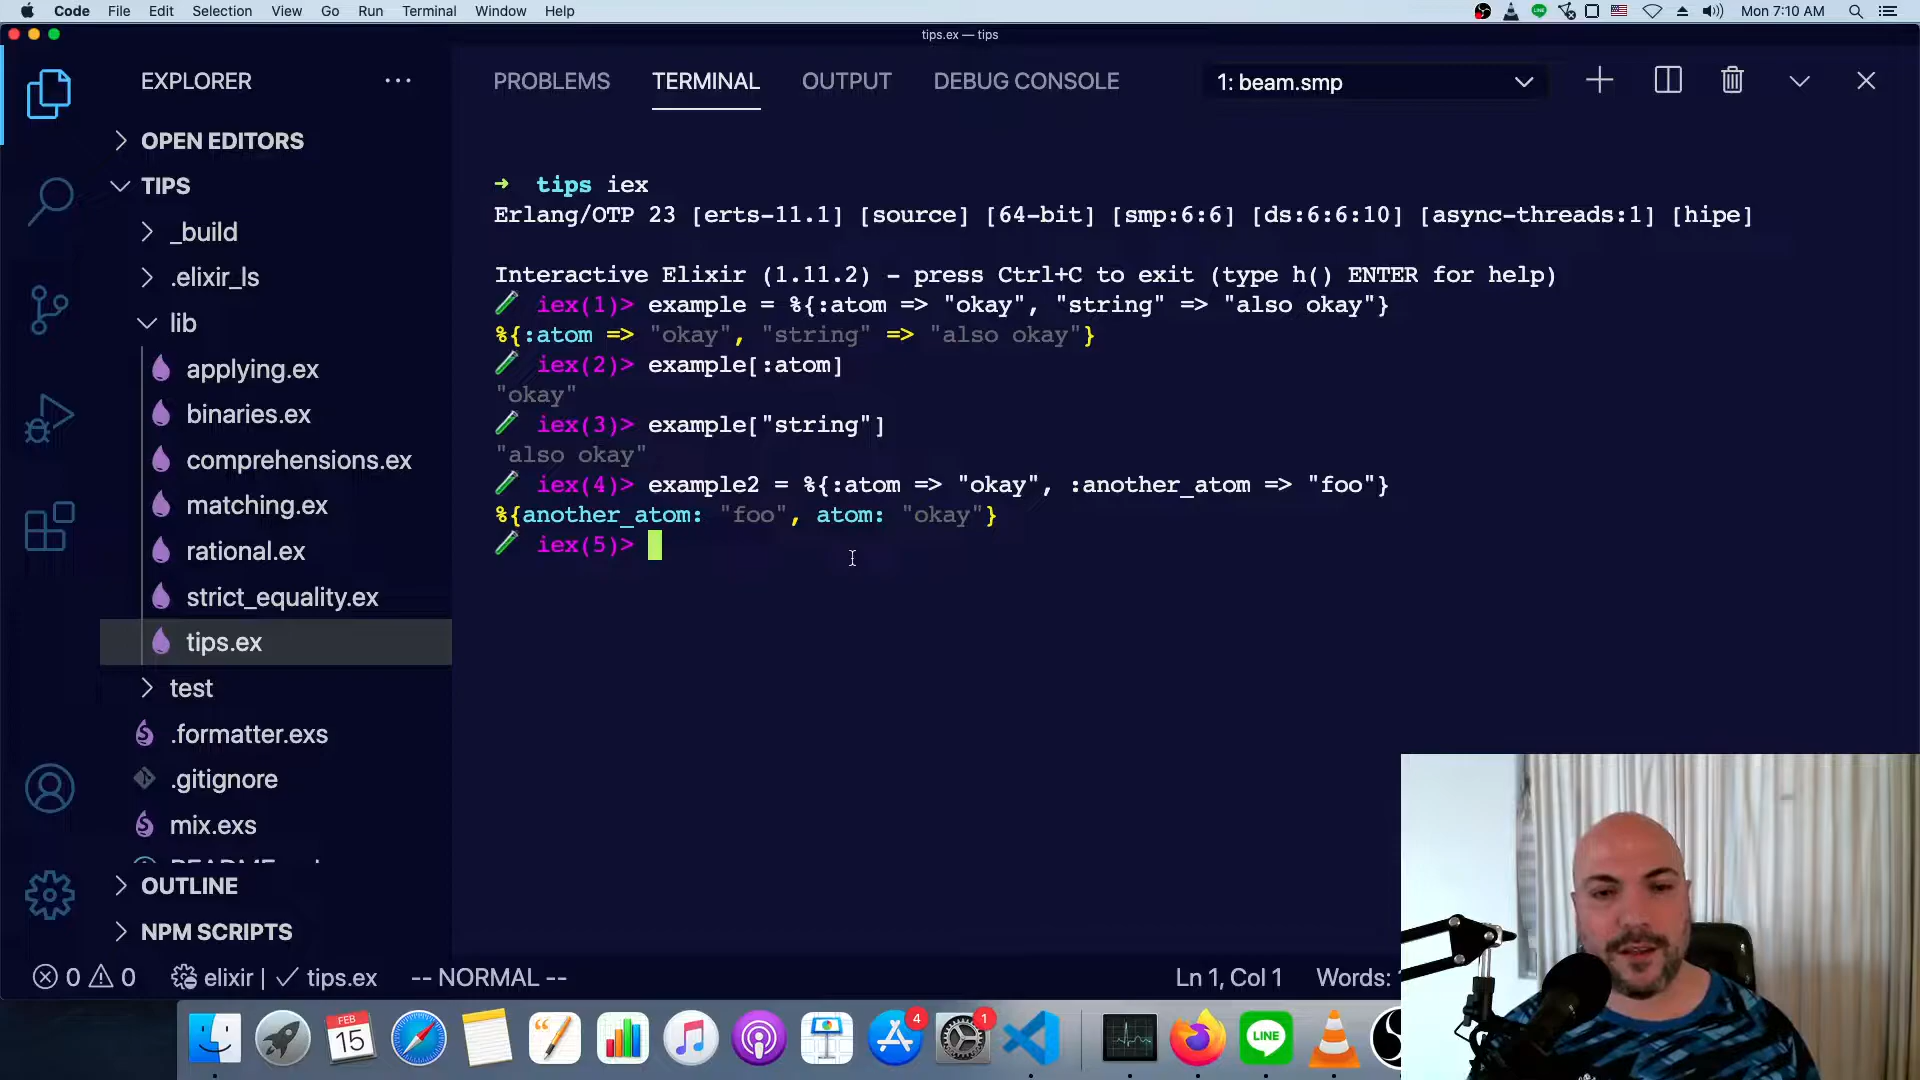 Code File Edit Selection View Go Run Terminal Window Help
Mon 7:10 AM
tips.ex — tips
EXPLORER
PROBLEMS TERMINAL OUTPUT DEBUG CONSOLE
1: beam.smp
OPEN EDITORS
TIPS
_build
.elixir_ls
lib
applying.ex
binaries.ex
comprehensions.ex
matching.ex
rational.ex
strict_equality.ex
tips.ex
test
.formatter.exs
.gitignore
mix.exs
OUTLINE
NPM SCRIPTS
➜ tips iex
Erlang/OTP 23 [erts-11.1] [source] [64-bit] [smp:6:6] [ds:6:6:10] [async-threads:1] [hipe]
Interactive Elixir (1.11.2) - press Ctrl+C to exit (type h() ENTER for help)
iex(1)> example = %{:atom => "okay", "string" => "also okay"}
%{:atom => "okay", "string" => "also okay"}
iex(2)> example[:atom]
"okay"
iex(3)> example["string"]
"also okay"
iex(4)> example2 = %{:atom => "okay", :another_atom => "foo"}
%{another_atom: "foo", atom: "okay"}
iex(5)>
0 0 elixir | ✓ tips.ex -- NORMAL -- Ln 1, Col 1 Words:
FEB
15
4
1
LINE